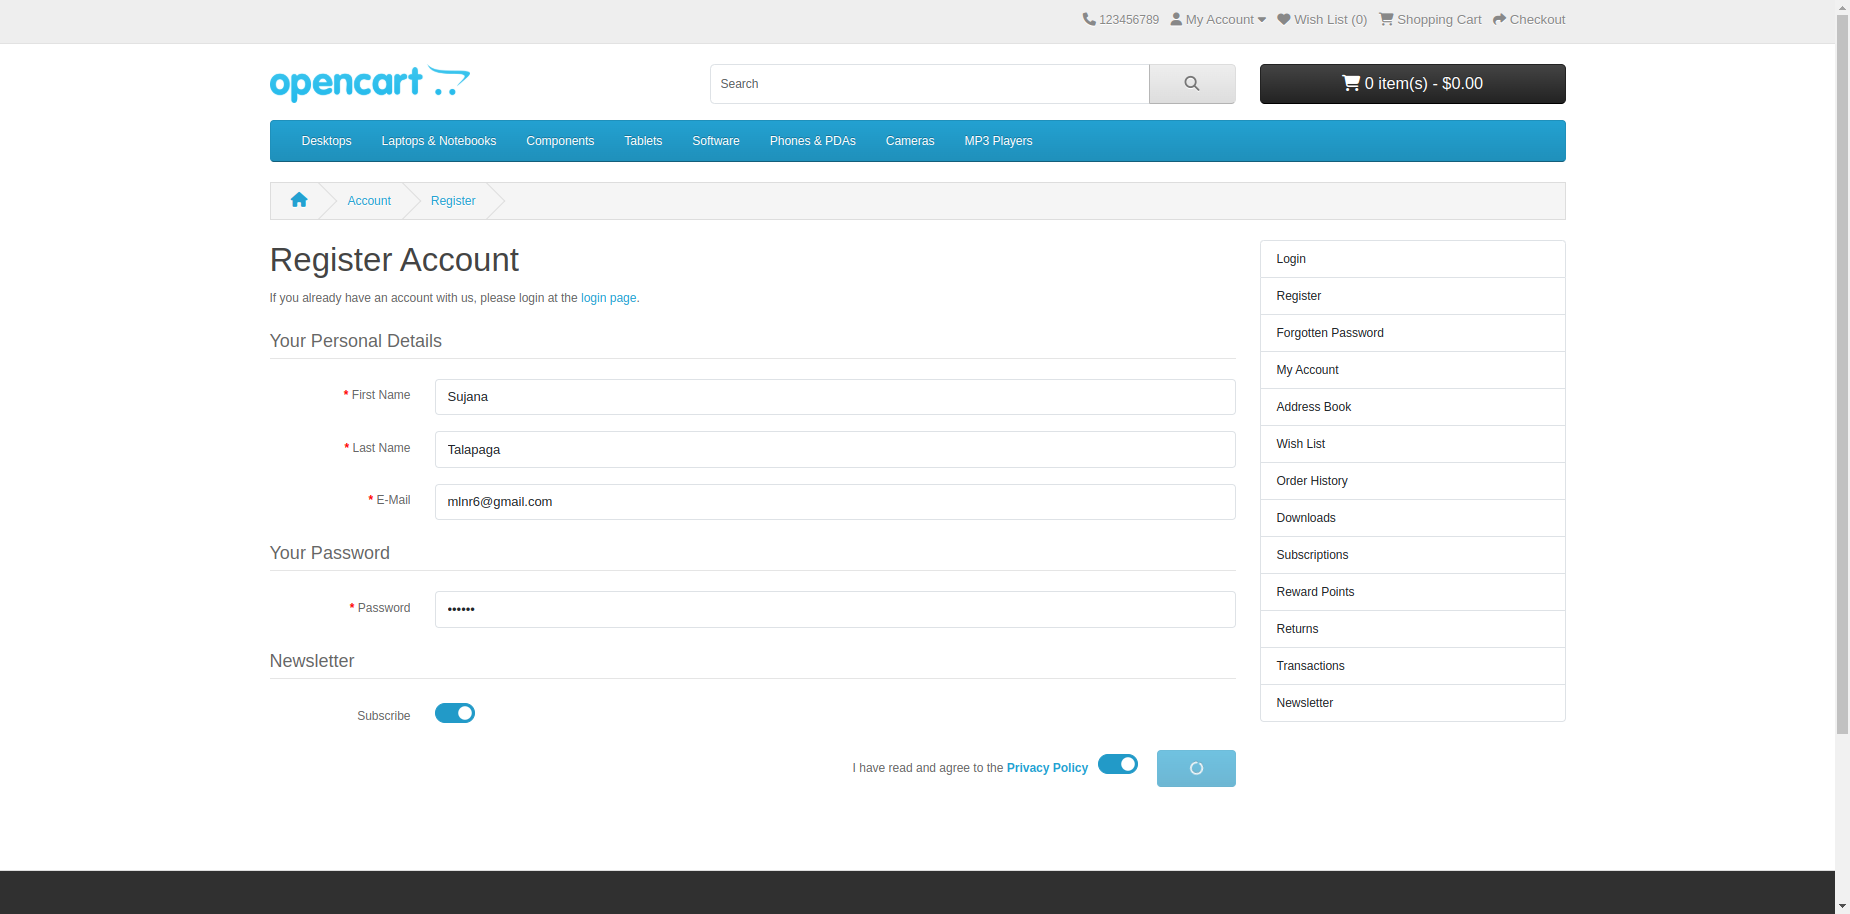 123456789 My Account Wish List (0) Shopping Cart Checkout
opencart
Search
0 item(s) - $0.00
Desktops Laptops & Notebooks Components Tablets Software Phones & PDAs Cameras MP3 Players
Account Register
Register Account
If you already have an account with us, please login at the login page.
Your Personal Details
* First Name Sujana
* Last Name Talapaga
* E-Mail mlnr6@gmail.com
Your Password
* Password ••••••
Newsletter
Subscribe
I have read and agree to the Privacy Policy
Login
Register
Forgotten Password
My Account
Address Book
Wish List
Order History
Downloads
Subscriptions
Reward Points
Returns
Transactions
Newsletter